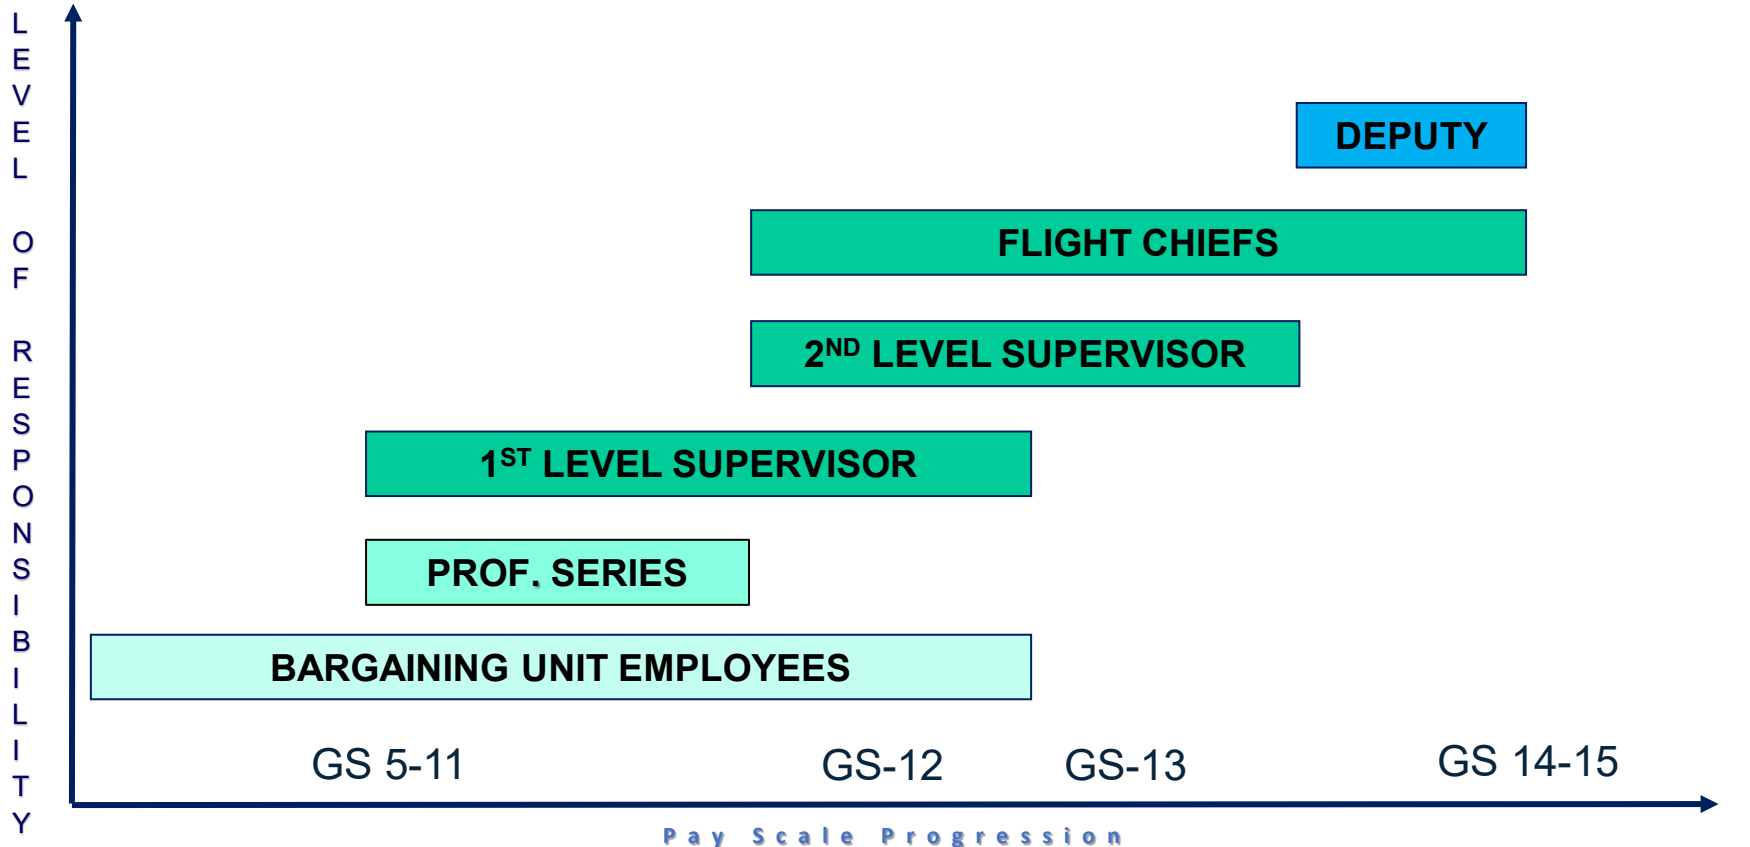 LEVEL OF RESPONSIBILITY
DEPUTY
FLIGHT CHIEFS
2ND LEVEL SUPERVISOR
1ST LEVEL SUPERVISOR
PROF. SERIES
BARGAINING UNIT EMPLOYEES
GS 5-11 GS-12 GS-13 GS 14-15
Pay Scale Progression